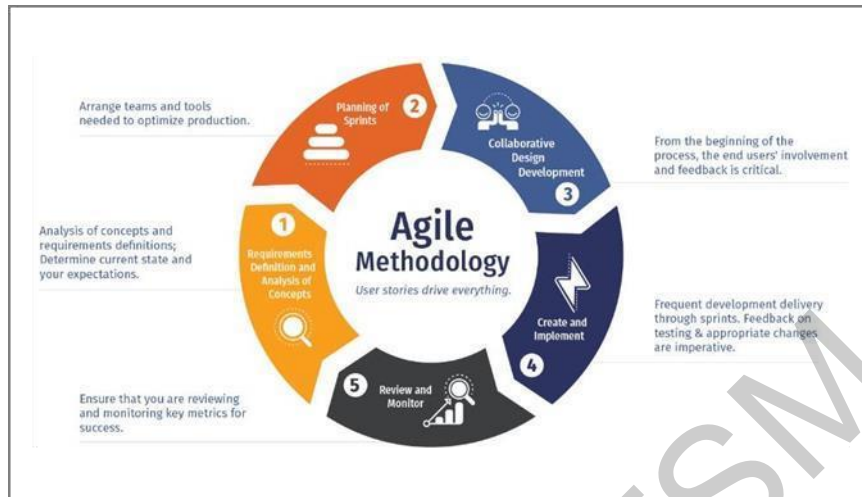 Arrange teams and tools
needed to optimize production.
Planning of
Sprints
2
Collaborative
Design
Development
3
From the beginning of the
process, the end users' involvement
and feedback is critical.
Analysis of concepts and
requirements definitions;
Determine current state and
your expectations.
1
Requirements
Definition and
Analysis of
Concepts
Agile
Methodology
User stories drive everything.
Create and
Implement
4
Frequent development delivery
through sprints. Feedback on
testing & appropriate changes
are imperative.
5
Review and
Monitor
Ensure that you are reviewing
and monitoring key metrics for
success.